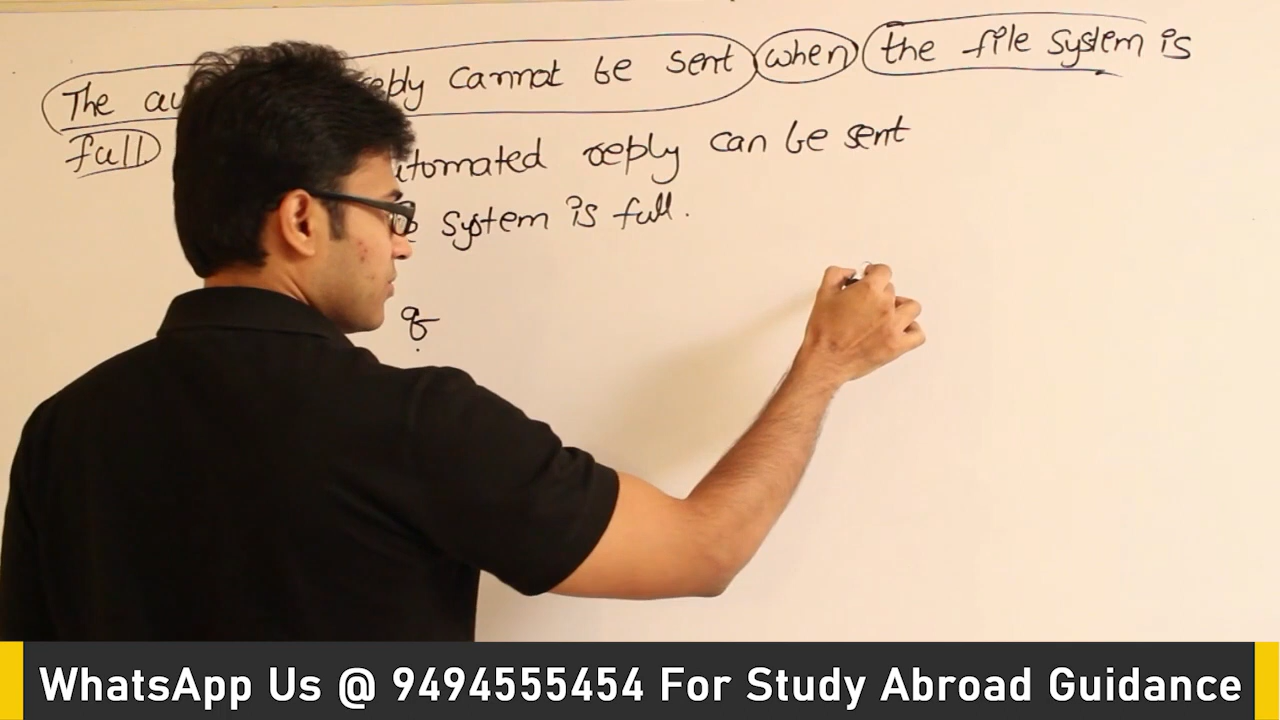 The reply cannot be sent when the file system is
full automated reply can be sent
system is full.
q
WhatsApp Us @ 9494555454 For Study Abroad Guidance